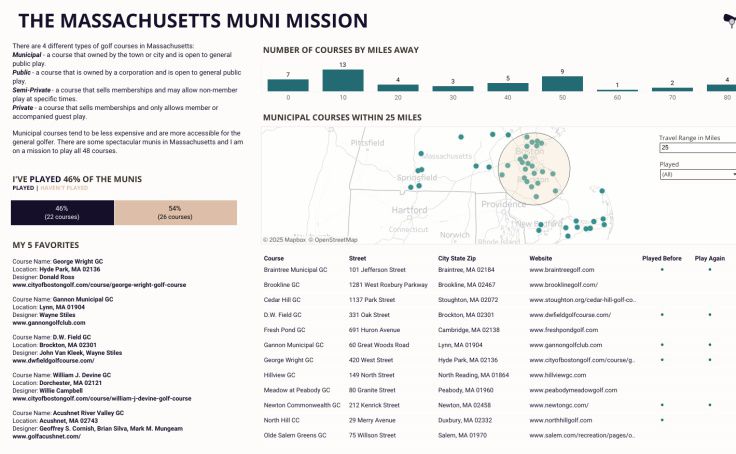 THE MASSACHUSETTS MUNI MISSION
There are 4 different types of golf courses in Massachusetts:
Municipal - a course that owned by the town or city and is open to general
public play.
Public - a course that is owned by a corporation and is open to general public
play.
Semi-Private - a course that sells memberships and may allow non-member
play at specific times.
Private - a course that sells memberships and only allows member or
accompanied guest play.
Municipal courses tend to be less expensive and are more accessible for the
general golfer. There are some spectacular munis in Massachusetts and I am
on a mission to play all 48 courses.
I'VE PLAYED 46% OF THE MUNIS
PLAYED | HAVEN'T PLAYED
46%
(22 courses)
54%
(26 courses)
MY 5 FAVORITES
Course Name: George Wright GC
Location: Hyde Park, MA 02136
Designer: Donald Ross
www.cityofbostongolf.com/course/george-wright-golf-course
Course Name: Gannon Municipal GC
Location: Lynn, MA 01904
Designer: Wayne Stiles
www.gannongolfclub.com
Course Name: D.W. Field GC
Location: Brockton, MA 02301
Designer: John Van Kleek, Wayne Stiles
www.dwfieldgolfcourse.com/
Course Name: William J. Devine GC
Location: Dorchester, MA 02121
Designer: Willie Campbell
www.cityofbostongolf.com/course/william-j-devine-golf-course
Course Name: Acushnet River Valley GC
Location: Acushnet, MA 02743
Designer: Geoffrey S. Cornish, Brian Silva, Mark M. Mungeam
www.golfacushnet.com/
NUMBER OF COURSES BY MILES AWAY
7 13 4 3 5 9 1 2 4
0 10 20 30 40 50 60 70 80
MUNICIPAL COURSES WITHIN 25 MILES
Pittsfield
Massachusetts
Boston
Springfield
Hartford
Providence
Connecticut
New Bedford
Norwich
Rhode Island
© 2025 Mapbox © OpenStreetMap
Travel Range in Miles
25
Played
(All)
Course Street City State Zip Website Played Before Play Again
Braintree Municipal GC 101 Jefferson Street Braintree, MA 02184 www.braintreegolf.com
Brookline GC 1281 West Roxbury Parkway Brookline, MA 02467 www.brooklinegolf.com/
Cedar Hill GC 1137 Park Street Stoughton, MA 02072 www.stoughton.org/cedar-hill-golf-co..
D.W. Field GC 331 Oak Street Brockton, MA 02301 www.dwfieldgolfcourse.com/
Fresh Pond GC 691 Huron Avenue Cambridge, MA 02138 www.freshpondgolf.com
Gannon Municipal GC 60 Great Woods Road Lynn, MA 01904 www.gannongolfclub.com
George Wright GC 420 West Street Hyde Park, MA 02136 www.cityofbostongolf.com/course/g..
Hillview GC 149 North Street North Reading, MA 01864 www.hillviewgc.com
Meadow at Peabody GC 80 Granite Street Peabody, MA 01960 www.peabodymeadowgolf.com
Newton Commonwealth GC 212 Kenrick Street Newton, MA 02458 www.newtongc.com/
North Hill CC 29 Merry Avenue Duxbury, MA 02332 www.northhillgolf.com
Olde Salem Greens GC 75 Willson Street Salem, MA 01970 www.salem.com/recreation/pages/o..